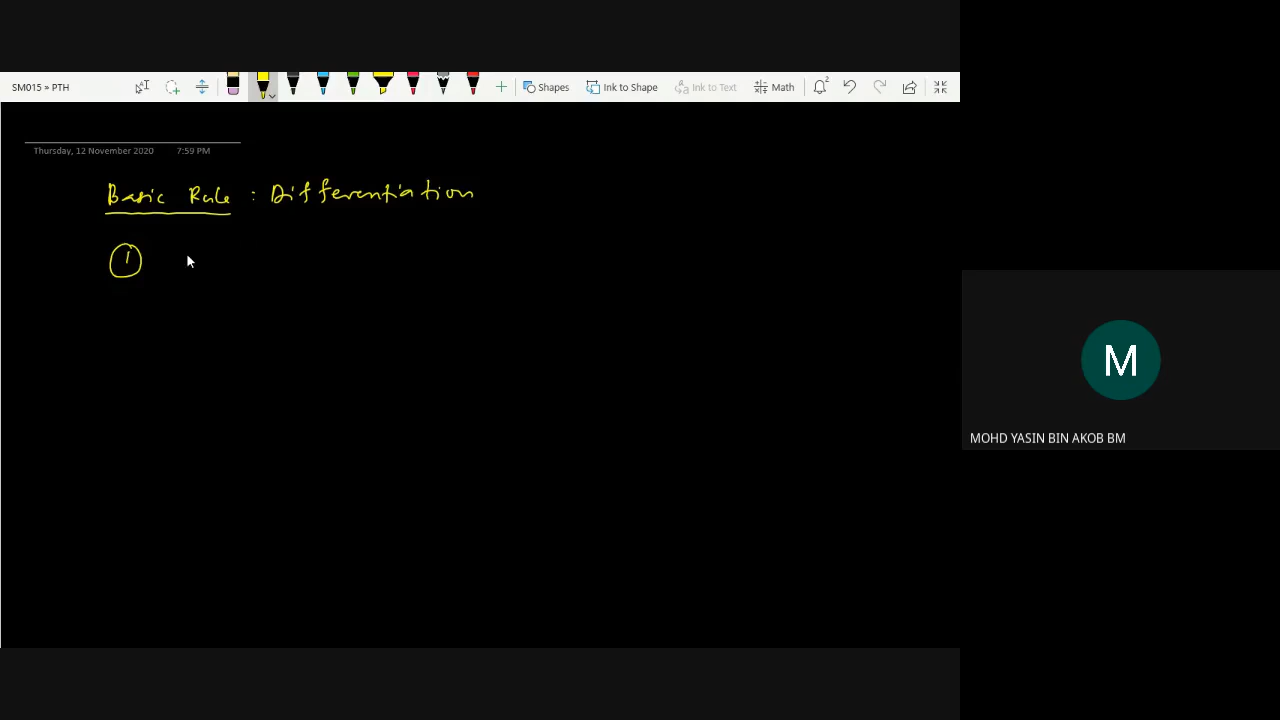 SM015 » PTH Shapes Ink to Shape Ink to Text Math 2
Thursday, 12 November 2020 7:59 PM
Basic Rule : Differentiation
1
M
MOHD YASIN BIN AKOB BM